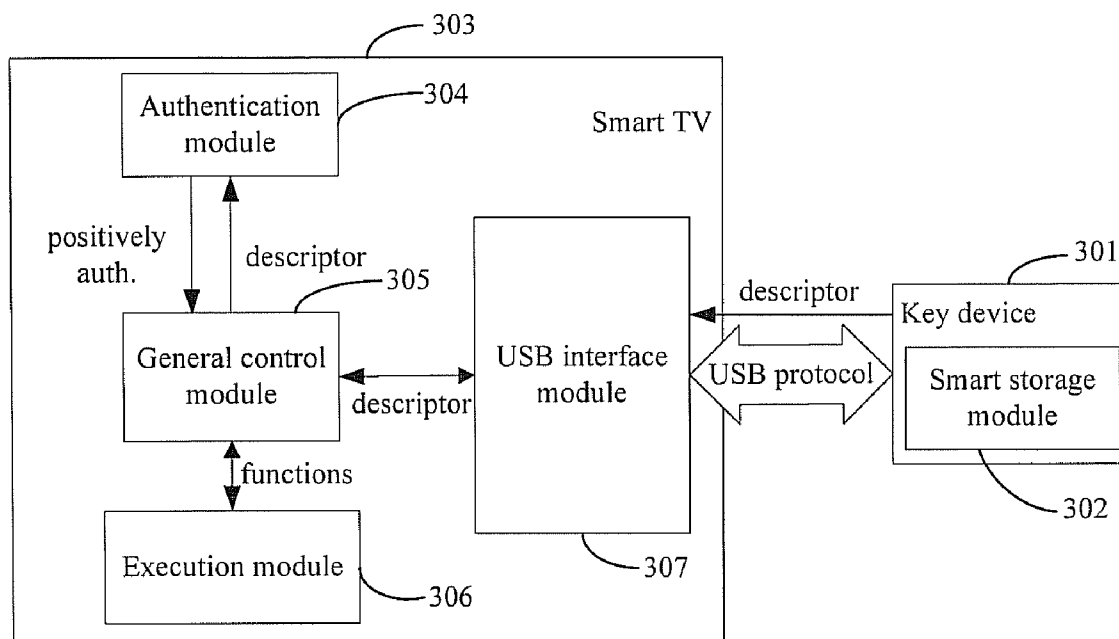 303
Authentication
module
304
Smart TV
positively
auth.
descriptor
305
General control
module
descriptor
functions
Execution module
306
USB interface
module
307
descriptor
USB protocol
301
Key device
Smart storage
module
302